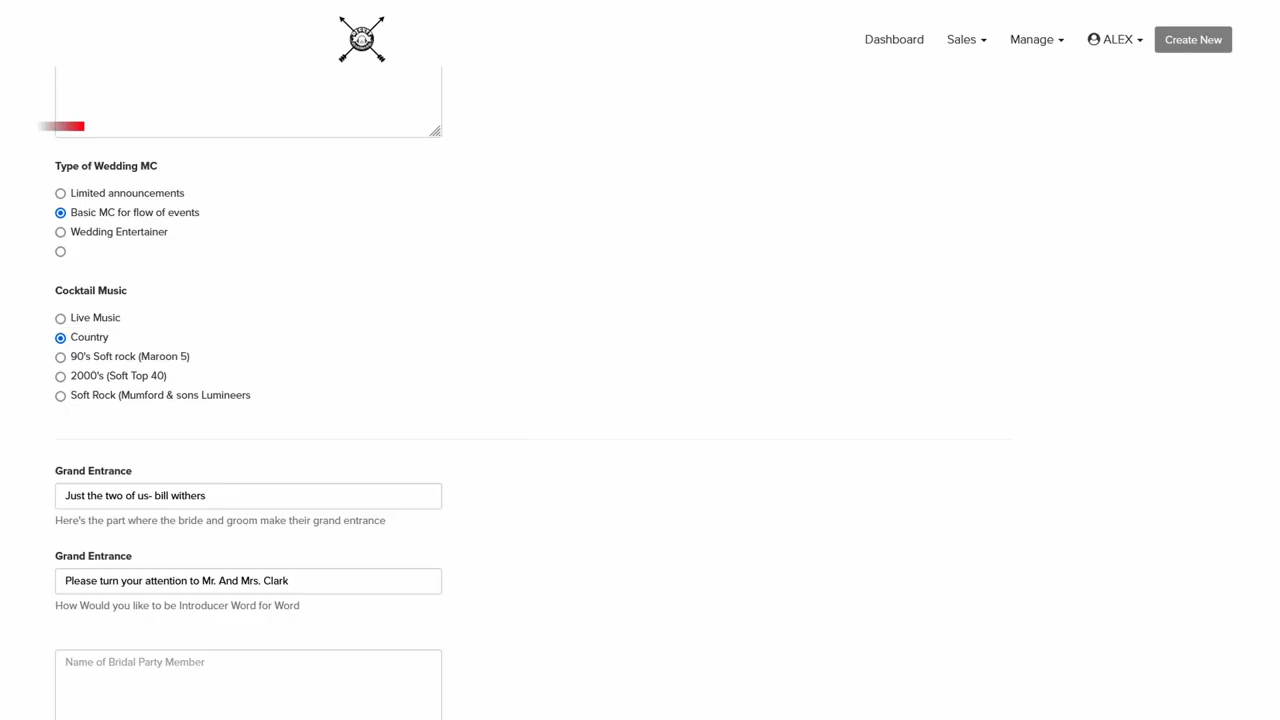 Dashboard
Sales
Manage
ALEX
Create New
Type of Wedding MC
Limited announcements
Basic MC for flow of events
Wedding Entertainer
Cocktail Music
Live Music
Country
90's Soft rock (Maroon 5)
2000's (Soft Top 40)
Soft Rock (Mumford & sons Lumineers
Grand Entrance
Just the two of us- bill withers
Here's the part where the bride and groom make their grand entrance
Grand Entrance
Please turn your attention to Mr. And Mrs. Clark
How Would you like to be Introducer Word for Word
Name of Bridal Party Member